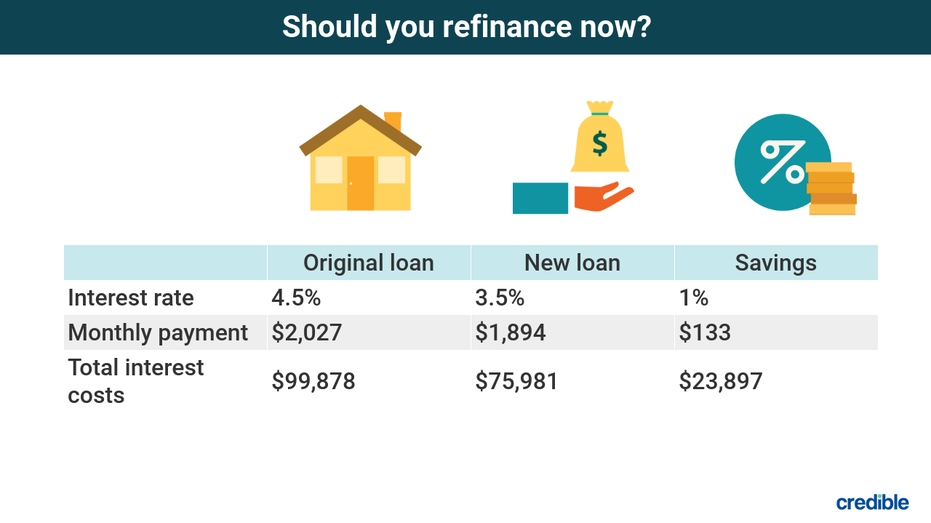 Should you refinance now?
$
%
Original loan New loan Savings
Interest rate 4.5% 3.5% 1%
Monthly payment $2,027 $1,894 $133
Total interest
costs $99,878 $75,981 $23,897
credible